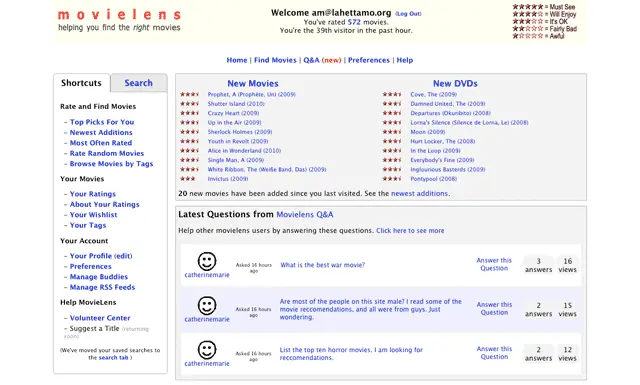 movielens
helping you find the right movies
Welcome am@lahettamo.org (Log Out)
You've rated 572 movies.
You're the 39th visitor in the past hour.
= Must See
= Will Enjoy
= It's OK
= Fairly Bad
= Awful
Home | Find Movies | Q&A (new) | Preferences | Help
Shortcuts
Search
Rate and Find Movies
- Top Picks For You
- Newest Additions
- Most Often Rated
- Rate Random Movies
- Browse Movies by Tags
Your Movies
- Your Ratings
- About Your Ratings
- Your Wishlist
- Your Tags
Your Account
- Your Profile (edit)
- Preferences
- Manage Buddies
- Manage RSS Feeds
Help MovieLens
- Volunteer Center
- Suggest a Title (returning
soon)
(We've moved your saved searches to
the search tab )
New Movies
Prophet, A (Prophète, Un) (2009)
Shutter Island (2010)
Crazy Heart (2009)
Up in the Air (2009)
Sherlock Holmes (2009)
Youth in Revolt (2009)
Alice in Wonderland (2010)
Single Man, A (2009)
White Ribbon, The (Weiße Band, Das) (2009)
Invictus (2009)
New DVDs
Cove, The (2009)
Damned United, The (2009)
Departures (Okuribito) (2008)
Lorna's Silence (Silence de Lorna, Le) (2008)
Moon (2009)
Hurt Locker, The (2008)
In the Loop (2009)
Everybody's Fine (2009)
Inglourious Basterds (2009)
Pontypool (2008)
20 new movies have been added since you last visited. See the newest additions.
Latest Questions from Movielens Q&A
Help other movielens users by answering these questions. Click here to see more
catherinemarie
Asked 16 hours
ago
What is the best war movie?
Answer this
Question
3
answers
16
views
catherinemarie
Asked 16 hours
ago
Are most of the people on this site male? I read some of the
movie reccomendations, and all were from guys. Just
wondering.
Answer this
Question
2
answers
15
views
catherinemarie
Asked 16 hours
ago
List the top ten horror movies. I am looking for
reccomendations.
Answer this
Question
2
answers
12
views